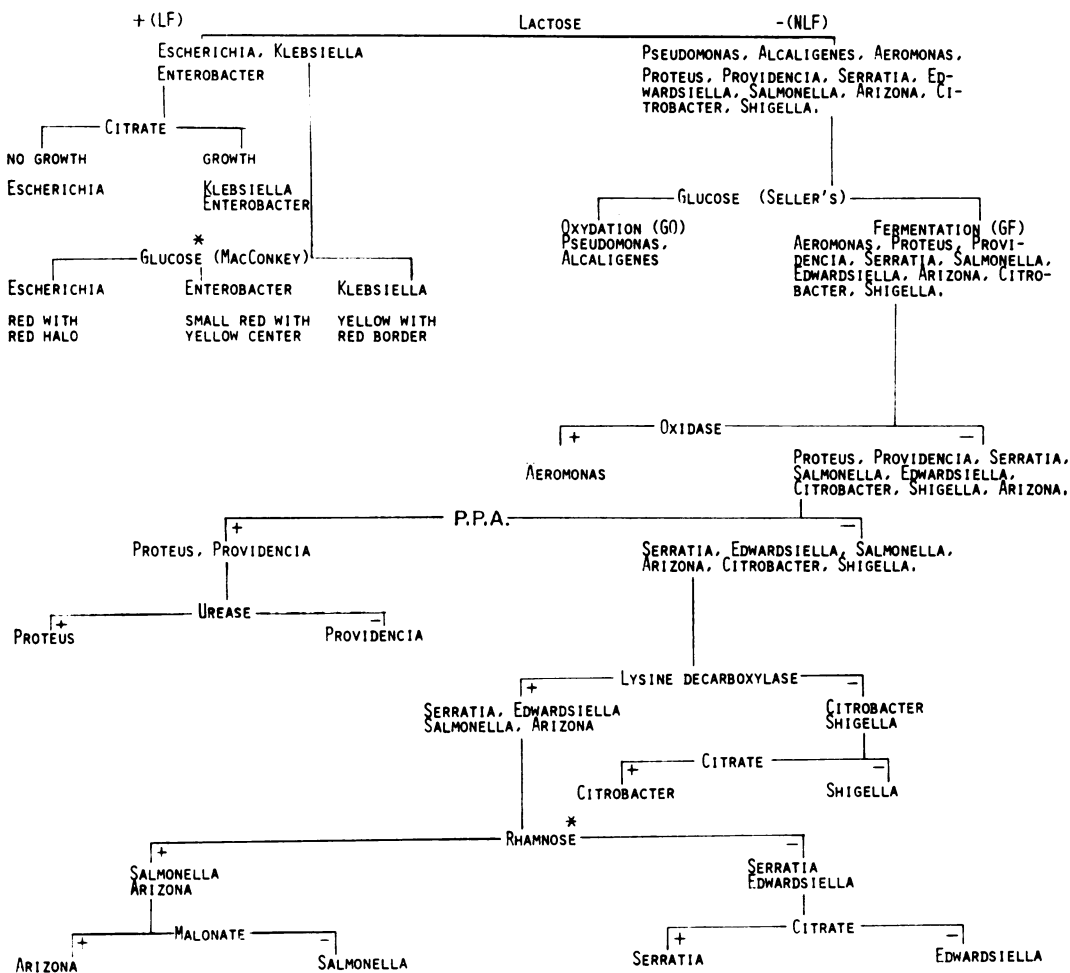 + (LF) LACTOSE - (NLF)
ESCHERICHIA, KLEBSIELLA
ENTEROBACTER
PSEUDOMONAS, ALCALIGENES, AEROMONAS,
PROTEUS, PROVIDENCIA, SERRATIA, ED-
WARDSIELLA, SALMONELLA, ARIZONA, CI-
TROBACTER, SHIGELLA.
CITRATE
NO GROWTH GROWTH
ESCHERICHIA KLEBSIELLA
ENTEROBACTER
GLUCOSE (SELLER'S)
OXYDATION (GO)
PSEUDOMONAS,
ALCALIGENES
FERMENTATION (GF)
AEROMONAS, PROTEUS, PROVI-
DENCIA, SERRATIA, SALMONELLA,
EDWARDSIELLA, ARIZONA, CITRO-
BACTER, SHIGELLA.
*
GLUCOSE (MACCONKEY)
ESCHERICHIA ENTEROBACTER KLEBSIELLA
RED WITH SMALL RED WITH YELLOW WITH
RED HALO YELLOW CENTER RED BORDER
+ OXIDASE -
AEROMONAS
PROTEUS, PROVIDENCIA, SERRATIA,
SALMONELLA, EDWARDSIELLA,
CITROBACTER, SHIGELLA, ARIZONA.
+ P.P.A. -
PROTEUS, PROVIDENCIA
SERRATIA, EDWARDSIELLA, SALMONELLA,
ARIZONA, CITROBACTER, SHIGELLA.
+ UREASE -
PROTEUS PROVIDENCIA
+ LYSINE DECARBOXYLASE -
SERRATIA, EDWARDSIELLA
SALMONELLA, ARIZONA
CITROBACTER
SHIGELLA
+ CITRATE -
CITROBACTER SHIGELLA
+ RHAMNOSE* -
SALMONELLA
ARIZONA
SERRATIA
EDWARDSIELLA
+ MALONATE -
ARIZONA SALMONELLA
+ CITRATE -
SERRATIA EDWARDSIELLA